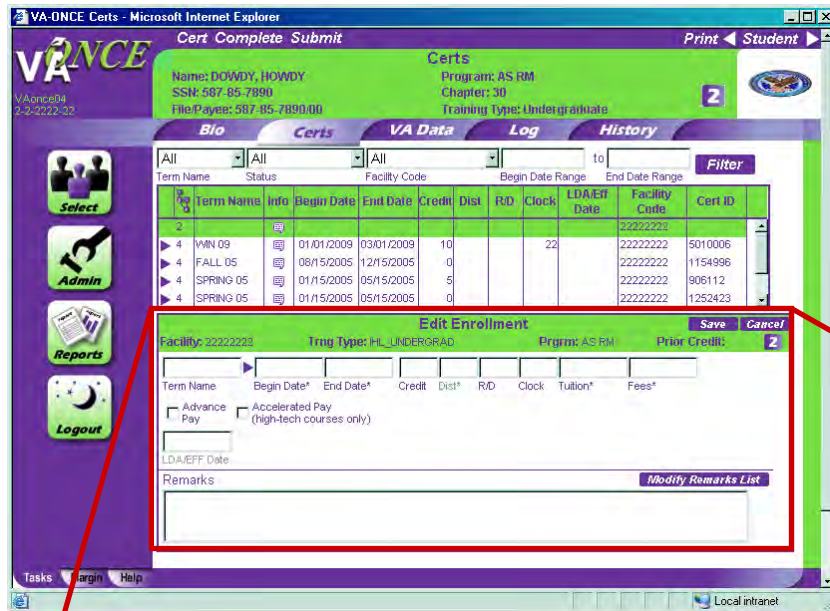 VA-ONCE Certs - Microsoft Internet Explorer
Cert Complete Submit
Print Student
VA ONCE
VAonce04
2-2-2222-22
Certs
Name: DOWDY, HOWDY
Program: AS RM
SSN: 587-85-7890
Chapter: 30
File/Payee: 587-85-7890/00
Training Type: Undergraduate
2
Bio Certs VA Data Log History
All All All to Filter
Term Name Status Facility Code Begin Date Range End Date Range
Term Name Info Begin Date End Date Credit Dist R/D Clock LDA/Eff Date Facility Code Cert ID
2 22222222
4 WIN 09 01/01/2009 03/01/2009 10 22 22222222 5010006
4 FALL 05 08/15/2005 12/15/2005 0 22222222 1154996
4 SPRING 05 01/15/2005 05/15/2005 5 22222222 906112
4 SPRING 05 01/15/2005 05/15/2005 0 22222222 1252423
Select
Admin
Reports
Logout
Edit Enrollment Save Cancel
Facility: 22222222 Trng Type: IHL_UNDERGRAD Prgrm: AS RM Prior Credit: 2
Term Name Begin Date* End Date* Credit Dist* R/D Clock Tuition* Fees*
Advance Pay Accelerated Pay
(high-tech courses only)
LDA/EFF Date
Remarks Modify Remarks List
Tasks Margin Help
Local intranet